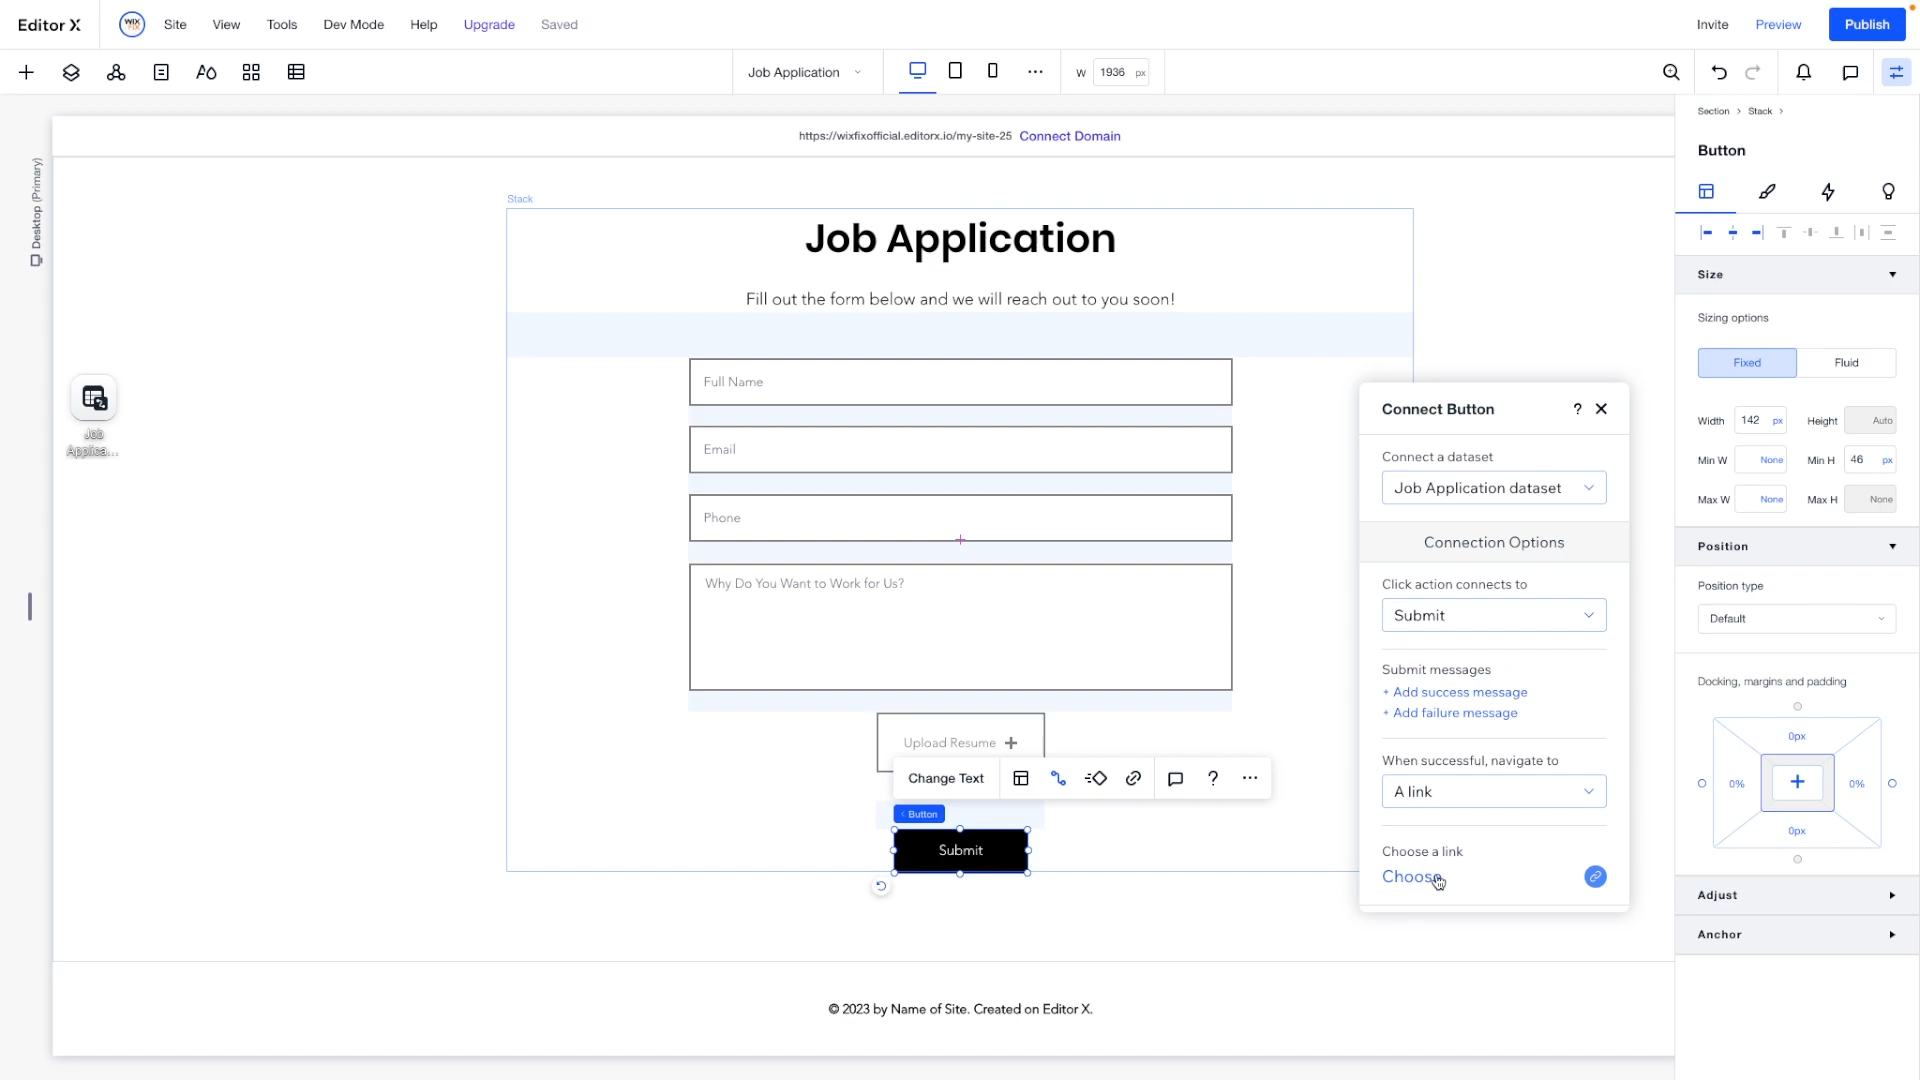 Editor X
WIX
FIX
Site
View
Tools
Dev Mode
Help
Upgrade
Saved
Invite
Preview
Publish
Job Application
W 1936 px
https://wixfixofficial.editorx.io/my-site-25 Connect Domain
Desktop (Primary)
Stack
Job Application
Fill out the form below and we will reach out to you soon!
Full Name
Email
Phone
Why Do You Want to Work for Us?
Upload Resume +
Change Text
?
Button
Submit
Job
Applica...
© 2023 by Name of Site. Created on Editor X.
Connect Button ?
Connect a dataset
Job Application dataset
Connection Options
Click action connects to
Submit
Submit messages
+ Add success message
+ Add failure message
When successful, navigate to
A link
Choose a link
Choose
Section > Stack >
Button
Size
Sizing options
Fixed Fluid
Width 142 px Height Auto
Min W None Min H 46 px
Max W None Max H None
Position
Position type
Default
Docking, margins and padding
0px
0% 0%
0px
Adjust
Anchor